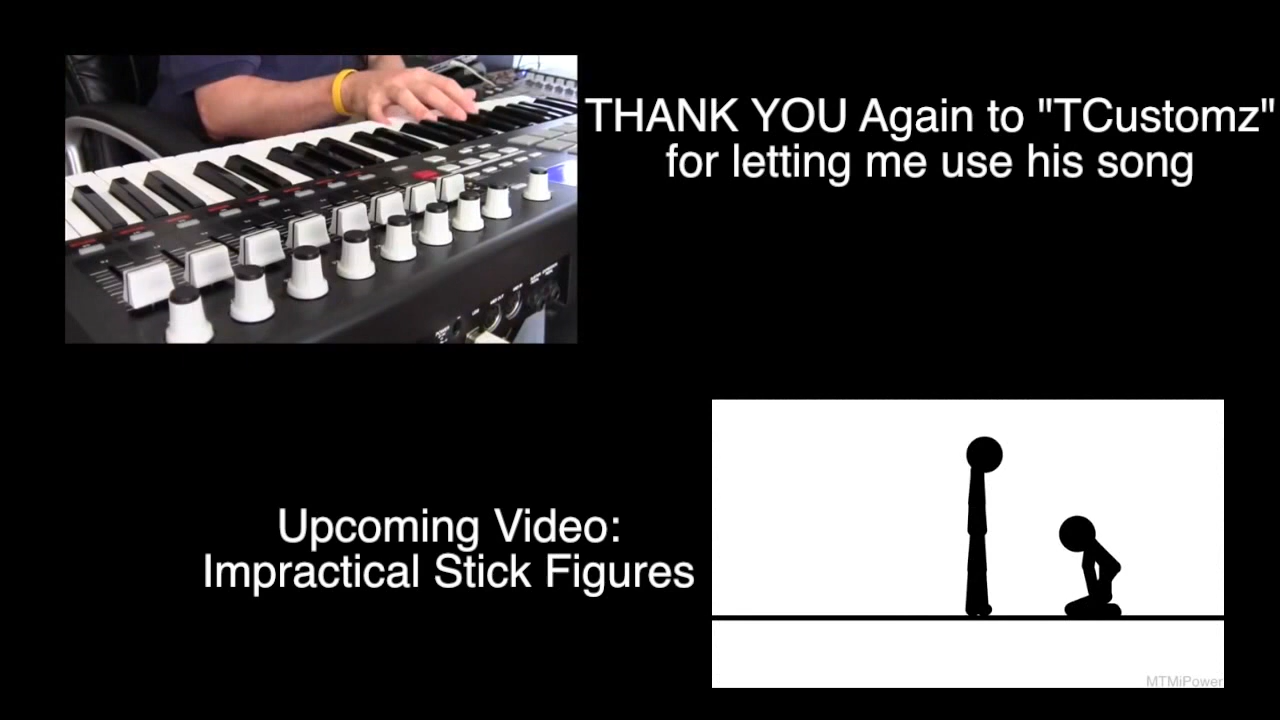 THANK YOU Again to "TCustomz"
for letting me use his song
Upcoming Video:
Impractical Stick Figures
MTMiPower